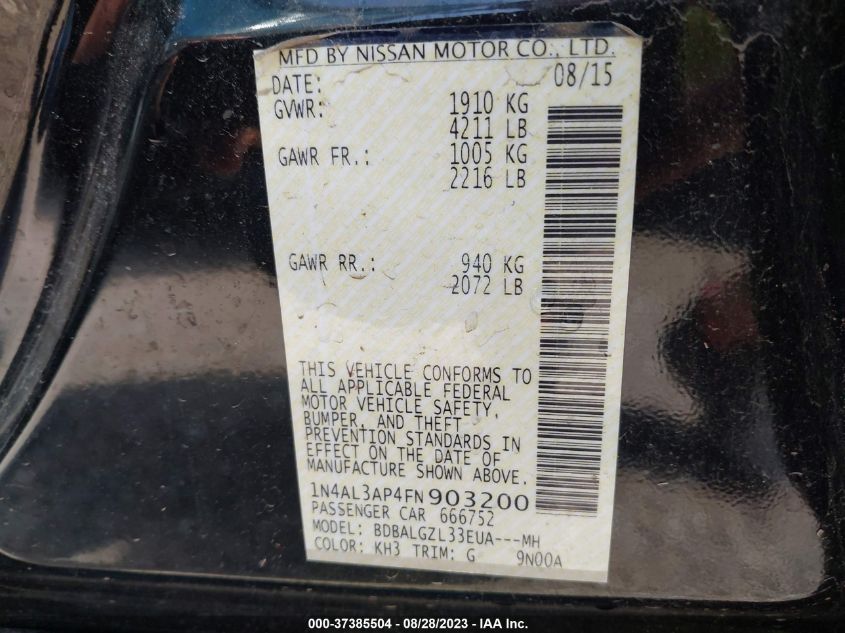 MFD BY NISSAN MOTOR CO., LTD.
DATE: 08/15
GVWR: 1910 KG
4211 LB
GAWR FR.: 1005 KG
2216 LB
GAWR RR.: 940 KG
2072 LB
THIS VEHICLE CONFORMS TO
ALL APPLICABLE FEDERAL
MOTOR VEHICLE SAFETY,
BUMPER, AND THEFT
PREVENTION STANDARDS IN
EFFECT ON THE DATE OF
MANUFACTURE SHOWN ABOVE.
1N4AL3AP4FN903200
PASSENGER CAR 666752
MODEL: BDBALGZL33EUA---MH
COLOR: KH3 TRIM: G 9N00A
000-37385504 - 08/28/2023 - IAA Inc.